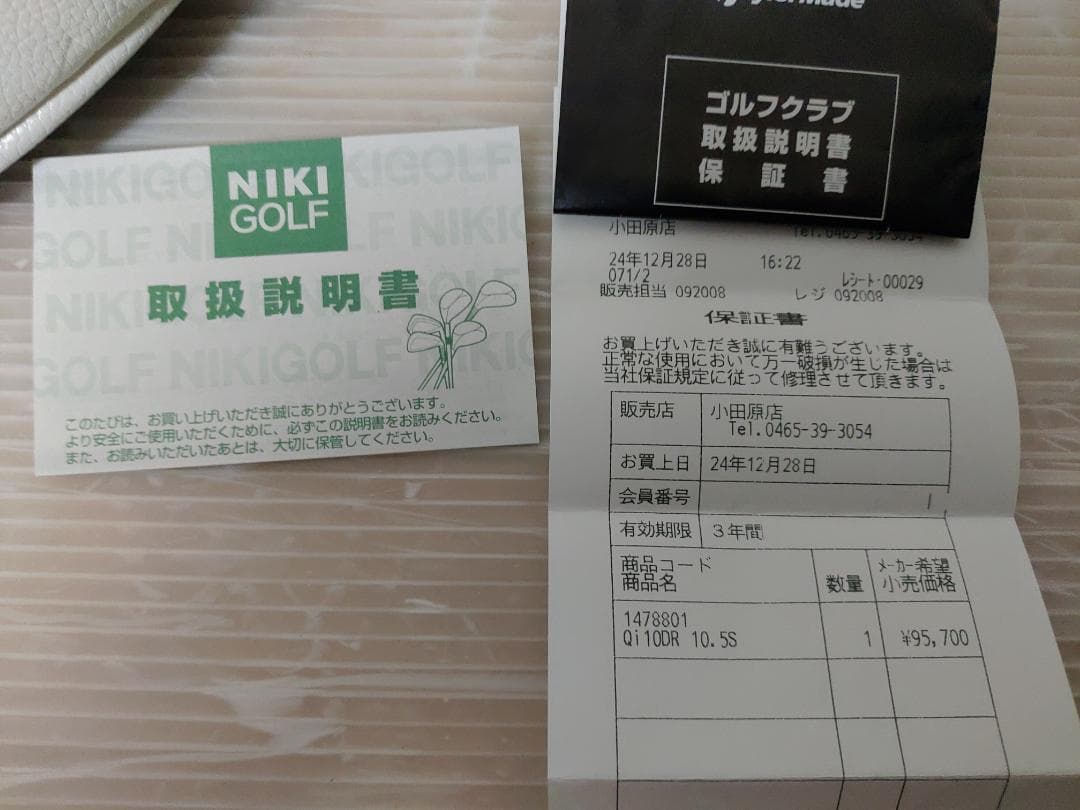 NIKI
GOLF
取扱説明書
このたびは、お買い上げいただき誠にありがとうございます。
より安全にご使用いただくために、必ずこの説明書をお読みください。
また、お読みいただいたあとは、大切に保管してください。
NIKIGOLF
TaylorMade
ゴルフクラブ
取扱説明書
保証書
小田原店 Tel.0465-39-3054
24年12月28日 16:22
071/2 レシート・00029
販売担当 092008 レジ 092008
保証書
お買上げいただき誠に有難うございます。
正常な使用において万一破損が生じた場合は
当社保証規定に従って修理させて頂きます。
販売店 小田原店
Tel.0465-39-3054
お買上日 24年12月28日
会員番号
有効期限 3年間
商品コード メーカー希望
商品名 数量 小売価格
1478801
Qi10DR 10.5S 1 ¥95,700